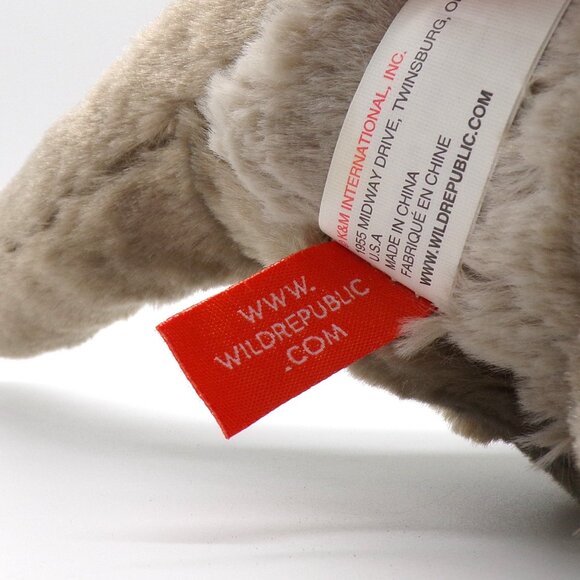 © K&M INTERNATIONAL, INC.
1955 MIDWAY DRIVE, TWINSBURG,
U.S.A
MADE IN CHINA
FABRIQUÉ EN CHINE
WWW.WILDREPUBLIC.COM
WWW.
WILDREPUBLIC
.COM